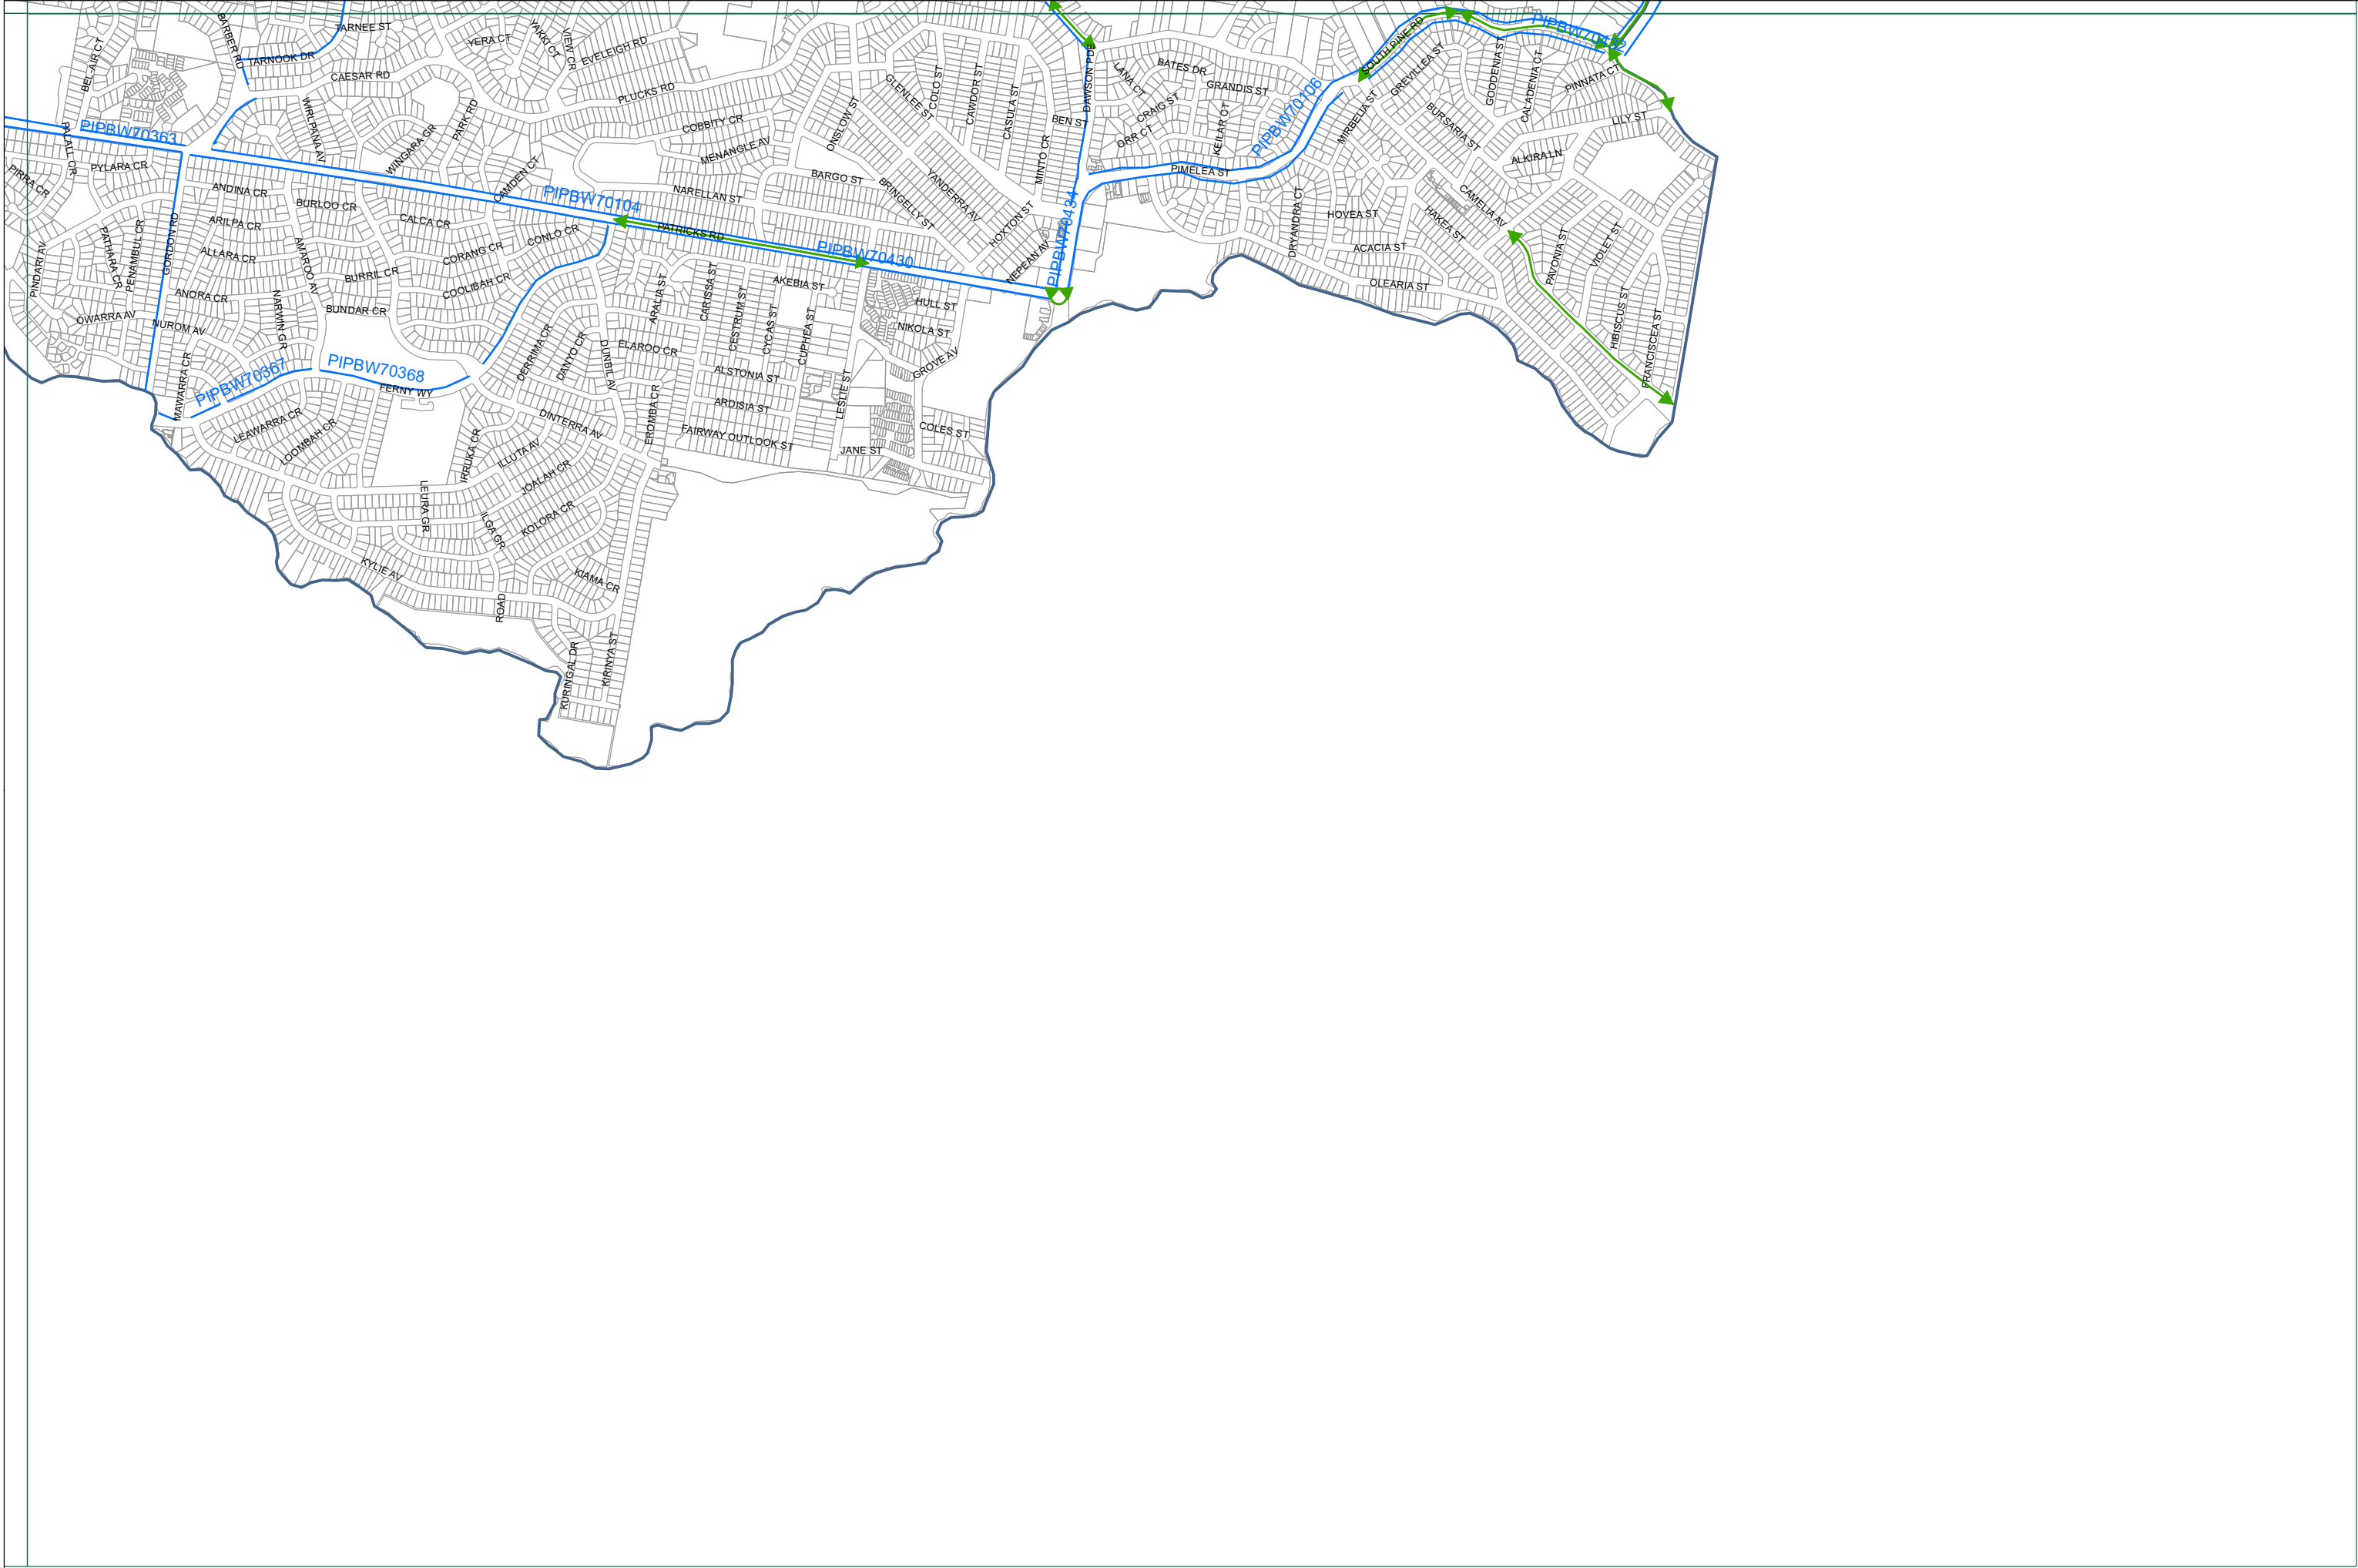 BEL-AIR CT
BARBER RD
TARNEE ST
TARNOOK DR
CAESAR RD
YERA CT
YAKKI CT
VIEW CR
EVELEIGH RD
PLUCKS RD
WIRLPANA AV
WINGARA GR
PARK RD
CAMDEN CT
COBBITY CR
MENANGLE AV
NARELLAN ST
ONSLOW ST
GLENLEE ST
COLO ST
CAWDOR ST
CASULA ST
DAWSON PDE
BEN ST
MINTO CR
LANA CT
BATES DR
GRANDIS ST
CRAIG ST
ORR CT
KEILAR CT
PIMELEA ST
PIPBW70106
SOUTH PINE RD
GREVILLEA ST
MIRBELIA ST
BURSARIA ST
GOODENIA ST
CALADENIA CT
PINNATA CT
LILY ST
ALKIRA LN
PIPBW70363
PALALL CR
PYLARA CR
PIRRA CR
PINDARI AV
PATHARA CR
PENAMBUL CR
GORDON RD
OWARRA AV
ANDINA CR
ARILPA CR
ALLARA CR
ANORA CR
NUROM AV
NARWIN GR
AMAROO AV
BURLOO CR
BURRIL CR
BUNDAR CR
CALCA CR
CORANG CR
CONLO CR
COOLIBAH CR
PIPBW70104
PATRICKS RD
PIPBW70430
BARGO ST
BRINGELLY ST
YANDERRA AV
HOXTON ST
NEPEAN AV
PIPBW70434
DRYANDRA CT
HOVEA ST
ACACIA ST
OLEARIA ST
HAKEA ST
CAMELIA AV
PAVONIA ST
VIOLET ST
HIBISCUS ST
FRANCISCEA ST
MAWARRA CR
PIPBW70367
PIPBW70368
FERNY WY
LEAWARRA CR
LOOMBAH CR
DERRIMA CR
DANYO CR
DUNBIL AV
ELAROO CR
ARALIA ST
CARISSA ST
CESTRUM ST
CYCAS ST
CUPHEA ST
AKEBIA ST
HULL ST
NIKOLA ST
GROVE AV
ALSTONIA ST
ARDISIA ST
LESLIE ST
EROMBA CR
FAIRWAY OUTLOOK ST
JANE ST
COLES ST
DINTERRA AV
IRRUKA CR
ILLUTA AV
JOALAH CR
KOLORA CR
ILGA GR
LEURA GR
KYLIE AV
KIAMA CR
ROAD
KURINGAL DR
KIRINYA ST